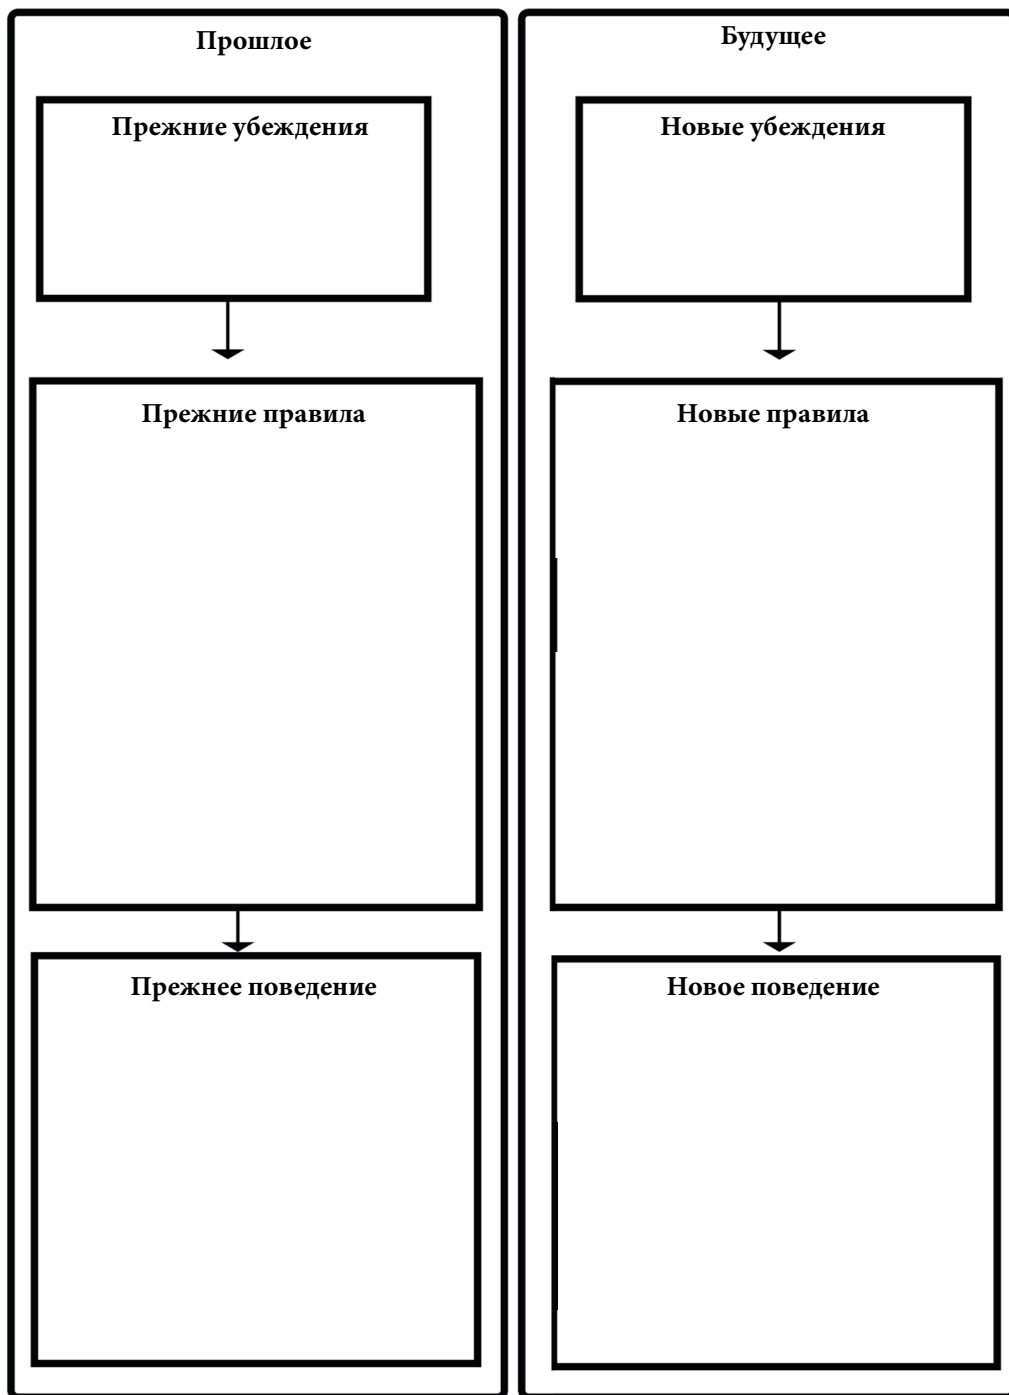 Прошлое
Прежние убеждения
Прежние правила
Прежнее поведение
Будущее
Новые убеждения
Новые правила
Новое поведение